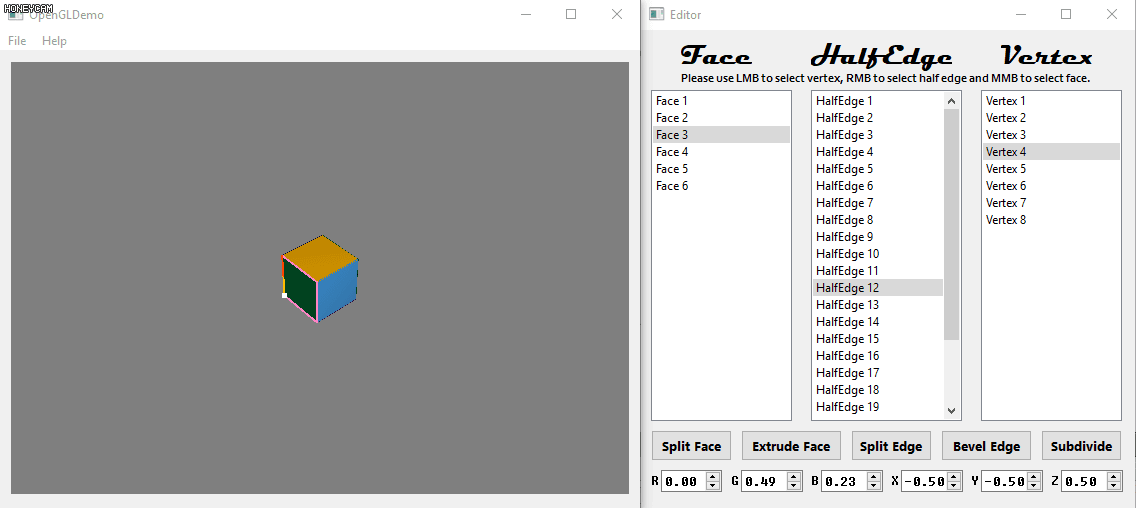 HONEYCAM
OpenGLDemo
File Help
Editor
Face HalfEdge Vertex
Please use LMB to select vertex, RMB to select half edge and MMB to select face.
Face 1
Face 2
Face 3
Face 4
Face 5
Face 6
HalfEdge 1
HalfEdge 2
HalfEdge 3
HalfEdge 4
HalfEdge 5
HalfEdge 6
HalfEdge 7
HalfEdge 8
HalfEdge 9
HalfEdge 10
HalfEdge 11
HalfEdge 12
HalfEdge 13
HalfEdge 14
HalfEdge 15
HalfEdge 16
HalfEdge 17
HalfEdge 18
HalfEdge 19
Vertex 1
Vertex 2
Vertex 3
Vertex 4
Vertex 5
Vertex 6
Vertex 7
Vertex 8
Split Face Extrude Face Split Edge Bevel Edge Subdivide
R 0.00 G 0.49 B 0.23 X -0.50 Y -0.50 Z 0.50